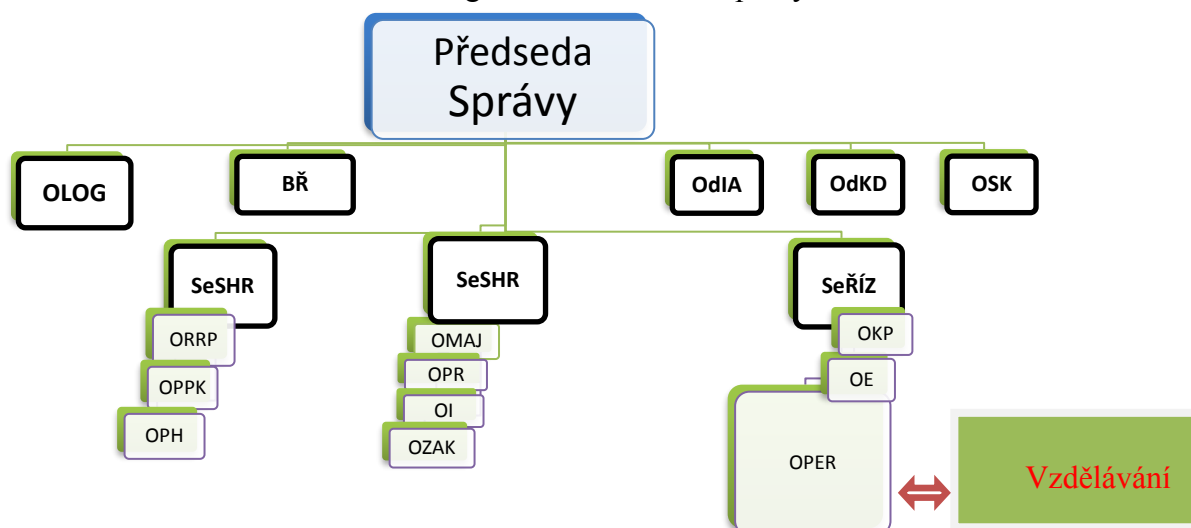 Předseda
Správy
OLOG
BŘ
OdIA
OdKD
OSK
SeSHR
SeSHR
SeŘÍZ
ORRP
OPPK
OPH
OMAJ
OPR
OI
OZAK
OKP
OE
OPER
Vzdělávání